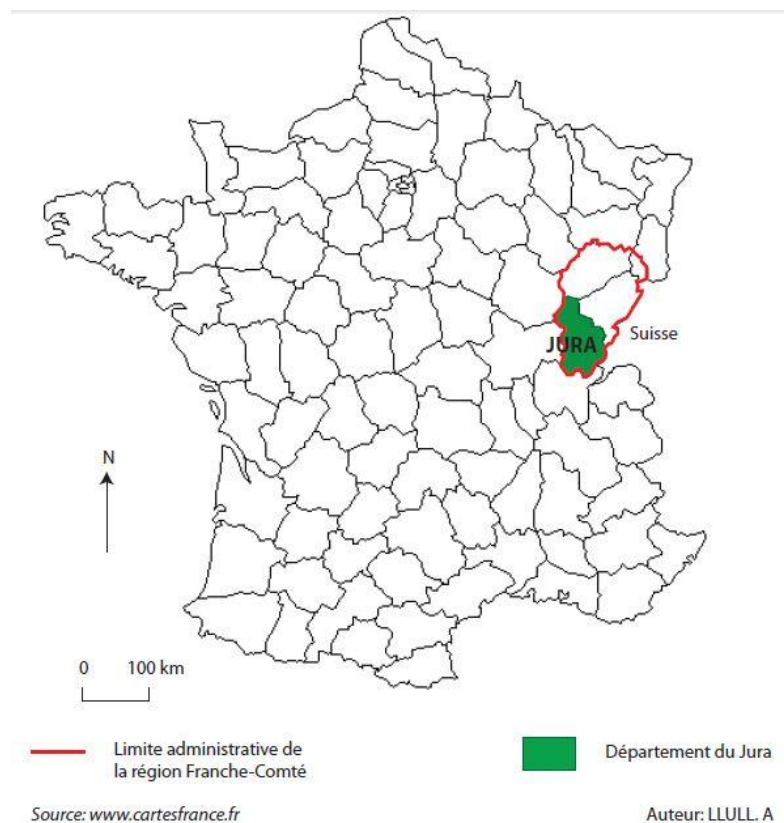 JURA
Suisse
N
0 100 km
Limite administrative de
la région Franche-Comté
Département du Jura
Source: www.cartesfrance.fr
Auteur: LLULL. A